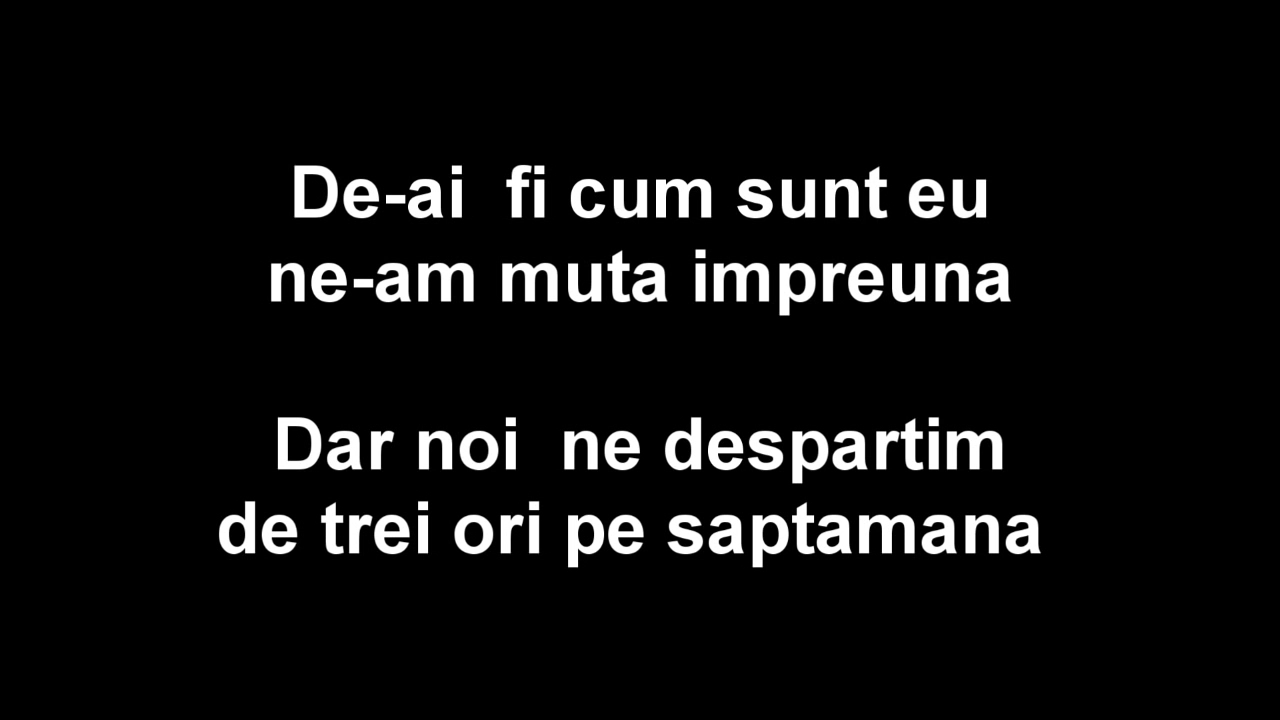 De-ai  fi cum sunt eu
ne-am muta impreuna
Dar noi  ne despartim
de trei ori pe saptamana